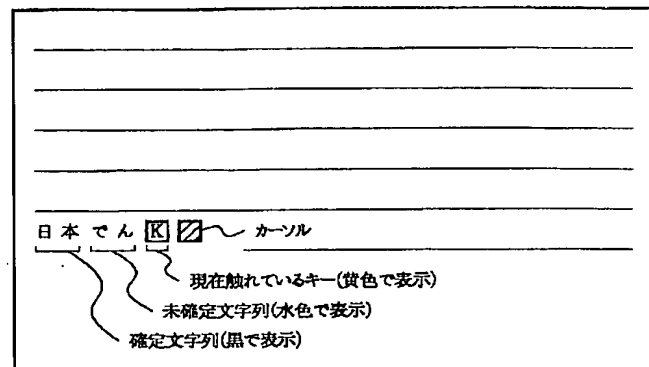 日本でん K カーソル
現在触れているキー(黄色で表示)
未確定文字列(水色で表示)
確定文字列(黒で表示)